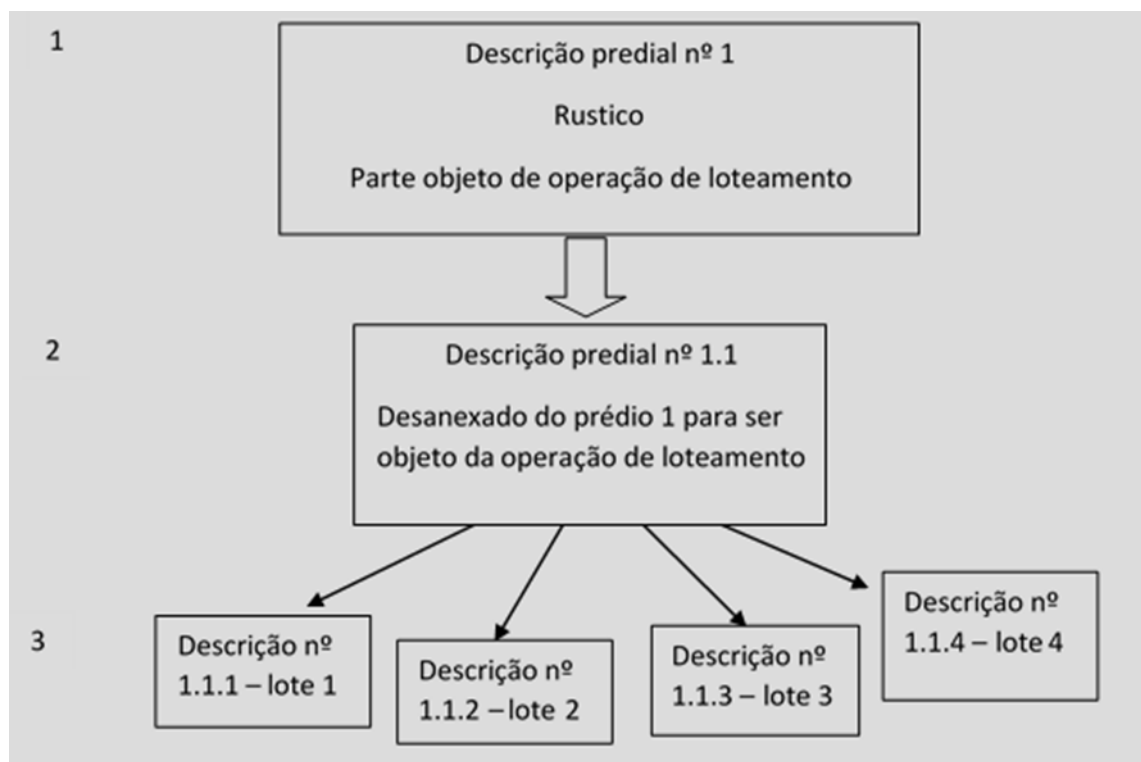 1
Descrição predial nº 1
Rustico
Parte objeto de operação de loteamento
2
Descrição predial nº 1.1
Desanexado do prédio 1 para ser
objeto da operação de loteamento
3
Descrição nº
1.1.1 – lote 1
Descrição nº
1.1.2 – lote 2
Descrição nº
1.1.3 – lote 3
Descrição nº
1.1.4 – lote 4